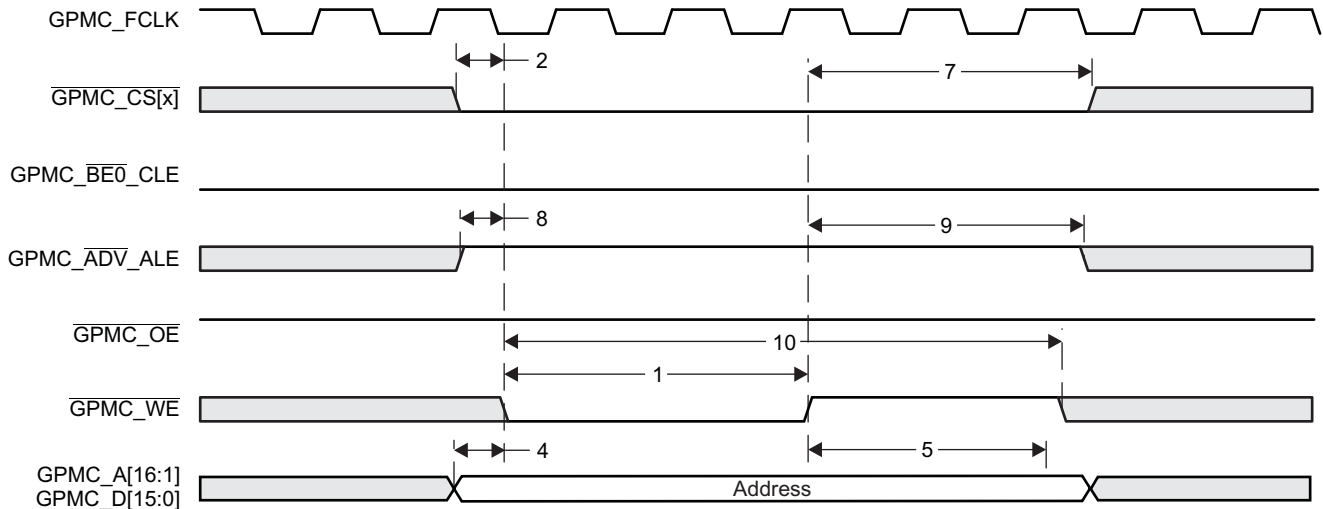 GPMC_FCLK
2
7
GPMC_CS[x]
GPMC_BE0_CLE
8
9
GPMC_ADV_ALE
GPMC_OE
10
1
GPMC_WE
4
5
GPMC_A[16:1]
GPMC_D[15:0]
Address